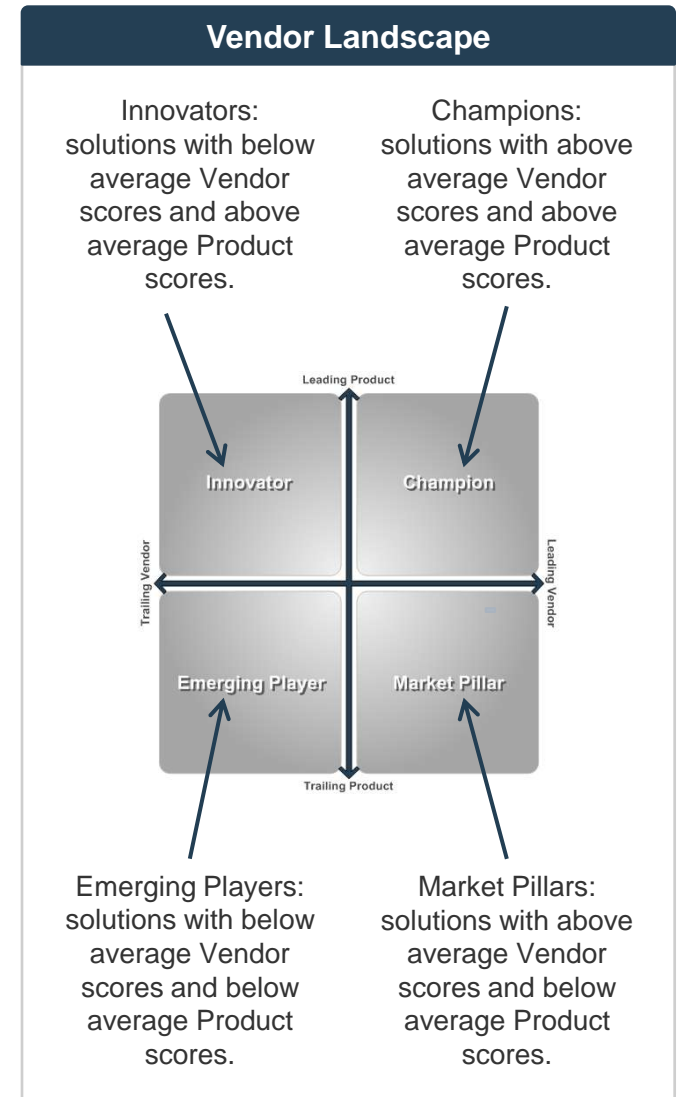 Vendor Landscape
Innovators:
solutions with below
average Vendor
scores and above
average Product
scores.
Champions:
solutions with above
average Vendor
scores and above
average Product
scores.
Leading Product
Innovator
Champion
Trailing Vendor
Leading Vendor
Emerging Player
Market Pillar
Trailing Product
Emerging Players:
solutions with below
average Vendor
scores and below
average Product
scores.
Market Pillars:
solutions with above
average Vendor
scores and below
average Product
scores.